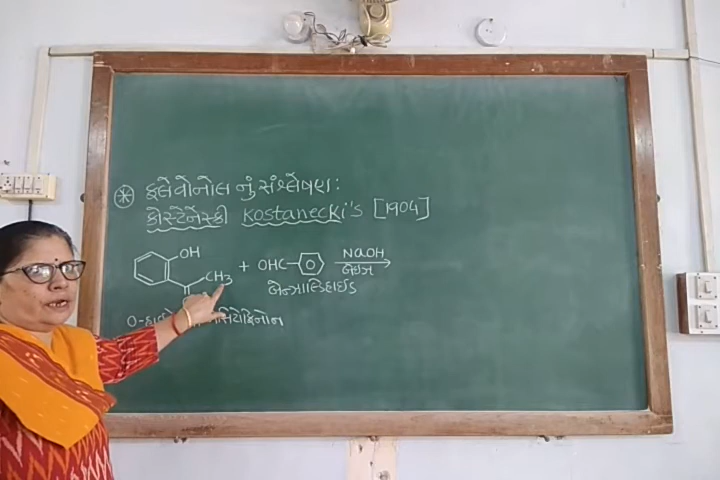 * ફ્લેવોનોલ નું સંશ્લેષણ:
કોસ્ટેનેસ્કી Kostanecki's [1904]
OH
CH3 + OHC NaOH
બેઇઝ
બેન્ઝાલ્ડિહાઇડ